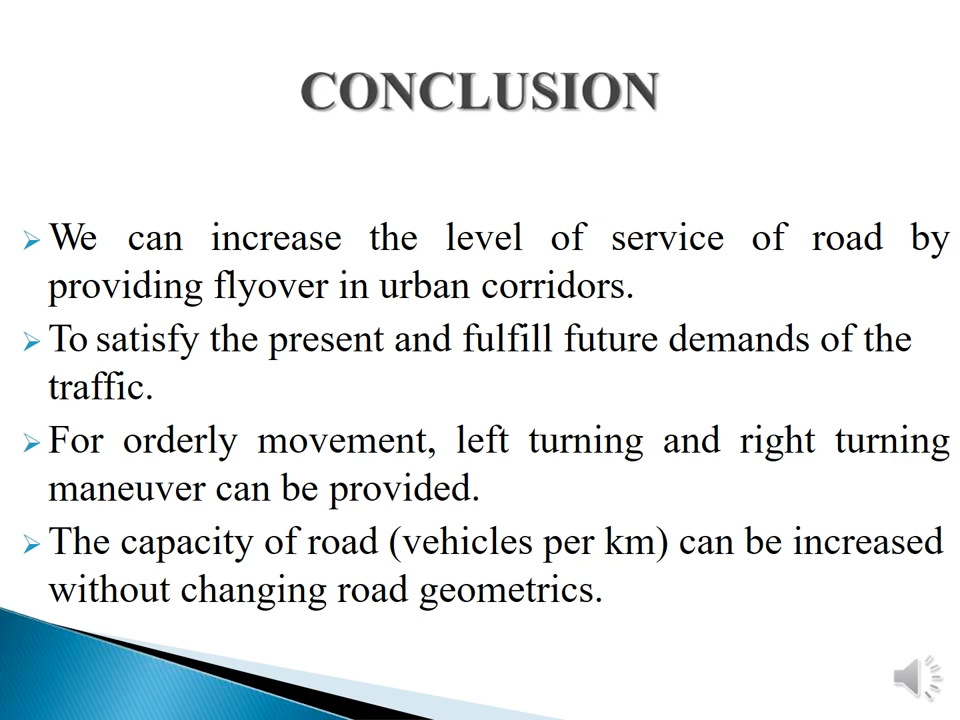 CONCLUSION
We can increase the level of service of road by
providing flyover in urban corridors.
To satisfy the present and fulfill future demands of the
traffic.
For orderly movement, left turning and right turning
maneuver can be provided.
The capacity of road (vehicles per km) can be increased
without changing road geometrics.